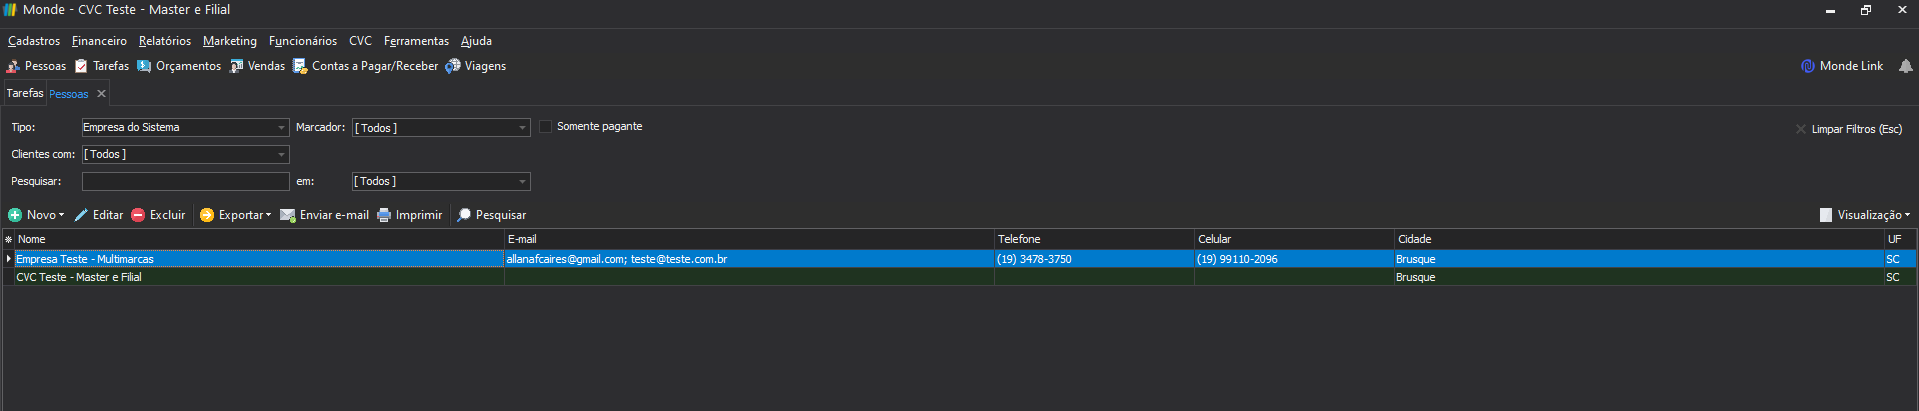 Monde - CVC Teste - Master e Filial
Cadastros Financeiro Relatórios Marketing Funcionários CVC Ferramentas Ajuda
Pessoas Tarefas Orçamentos Vendas Contas a Pagar/Receber Viagens Monde Link
Tarefas Pessoas
Tipo: Empresa do Sistema Marcador: [ Todos ] Somente pagante Limpar Filtros (Esc)
Clientes com: [ Todos ]
Pesquisar: em: [ Todos ]
Novo Editar Excluir Exportar Enviar e-mail Imprimir Pesquisar Visualização
Nome E-mail Telefone Celular Cidade UF
Empresa Teste - Multimarcas allanafcaires@gmail.com; teste@teste.com.br (19) 3478-3750 (19) 99110-2096 Brusque SC
CVC Teste - Master e Filial Brusque SC